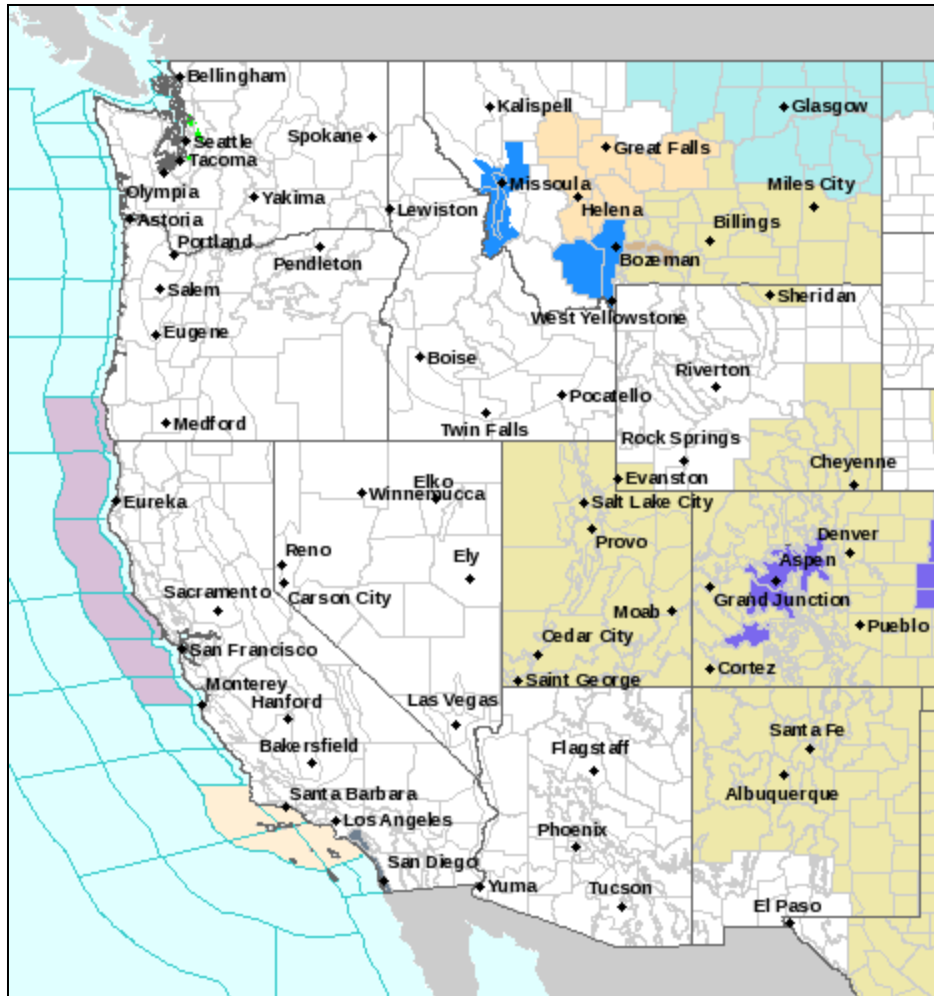 Bellingham
Kalispell
Glasgow
Spokane
Seattle
Great Falls
Tacoma
Missoula
Miles City
Olympia
Yakima
Lewiston
Helena
Astoria
Billings
Portland
Pendleton
Bozeman
Salem
Sheridan
West Yellowstone
Eugene
Boise
Riverton
Pocatello
Medford
Twin Falls
Rock Springs
Cheyenne
Elko
Evanston
Winnemucca
Eureka
Salt Lake City
Provo
Denver
Reno
Ely
Aspen
Sacramento
Carson City
Grand Junction
Moab
Pueblo
Cedar City
San Francisco
Cortez
Saint George
Monterey
Hanford
Las Vegas
Santa Fe
Bakersfield
Flagstaff
Albuquerque
Santa Barbara
Los Angeles
Phoenix
San Diego
Yuma
Tucson
El Paso